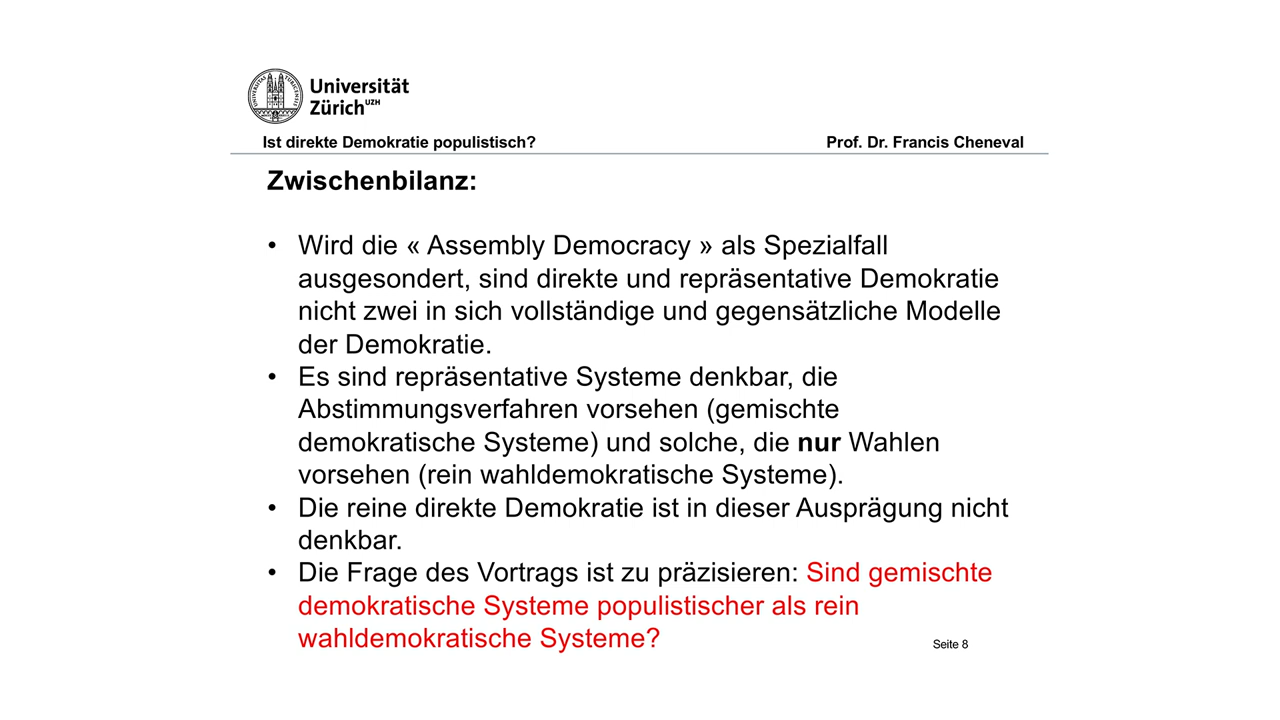 Universität
Zürich UZH
Ist direkte Demokratie populistisch? Prof. Dr. Francis Cheneval
Zwischenbilanz:
• Wird die « Assembly Democracy » als Spezialfall
ausgesondert, sind direkte und repräsentative Demokratie
nicht zwei in sich vollständige und gegensätzliche Modelle
der Demokratie.
• Es sind repräsentative Systeme denkbar, die
Abstimmungsverfahren vorsehen (gemischte
demokratische Systeme) und solche, die nur Wahlen
vorsehen (rein wahldemokratische Systeme).
• Die reine direkte Demokratie ist in dieser Ausprägung nicht
denkbar.
• Die Frage des Vortrags ist zu präzisieren: Sind gemischte
demokratische Systeme populistischer als rein
wahldemokratische Systeme?
Seite 8